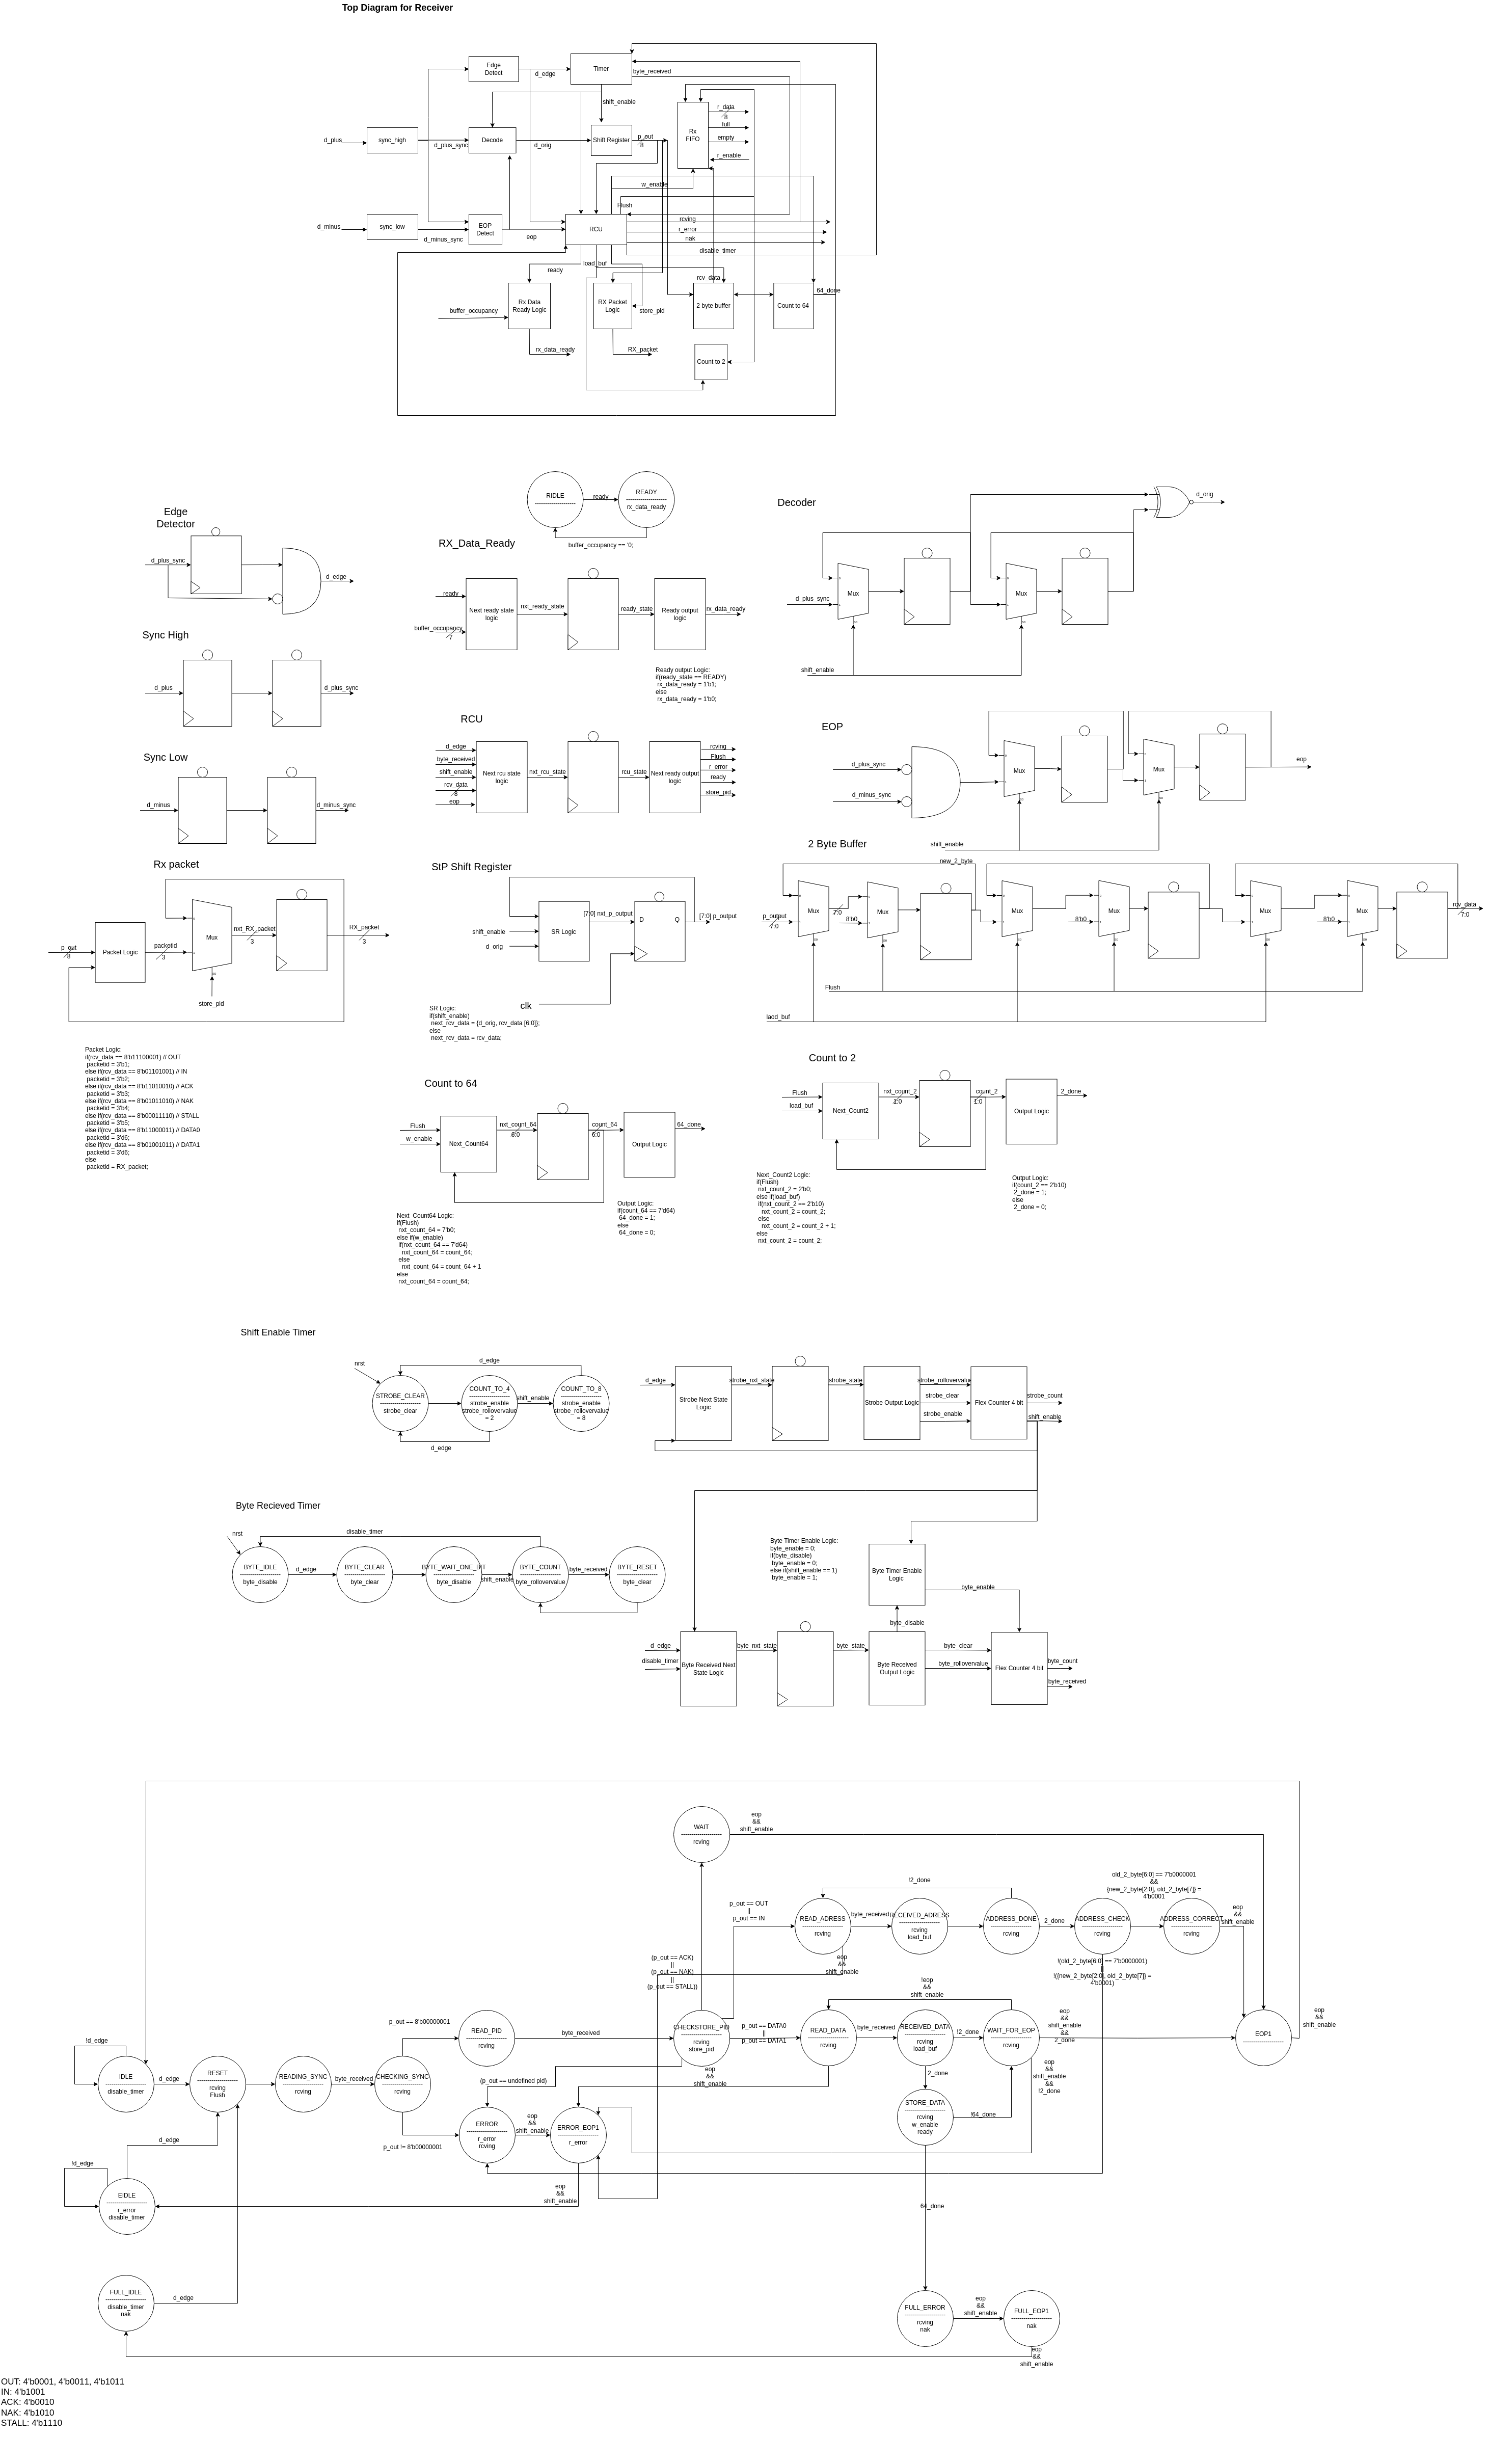 Top Diagram for Receiver
Edge
Detect
d_edge
Timer
byte_received
shift_enable
d_plus
sync_high
d_plus_sync
Decode
d_orig
Shift Register
p_out
8
Rx
FIFO
r_data
8
full
empty
r_enable
w_enable
Flush
d_minus
sync_low
d_minus_sync
EOP
Detect
eop
RCU
rcving
r_error
nak
disable_timer
load_buf
ready
rcv_data
buffer_occupancy
Rx Data
Ready Logic
RX Packet
Logic
store_pid
2 byte buffer
Count to 64
64_done
rx_data_ready
RX_packet
Count to 2
Edge
Detector
d_plus_sync
d_edge
RIDLE
-------------------
ready
READY
-------------------
rx_data_ready
buffer_occupancy == '0;
RX_Data_Ready
ready
buffer_occupancy
7
Next ready state
logic
nxt_ready_state
ready_state
Ready output
logic
rx_data_ready
Ready output Logic:
if(ready_state == READY)
rx_data_ready = 1'b1;
else
rx_data_ready = 1'b0;
Decoder
d_plus_sync
Mux
Mux
d_orig
shift_enable
Sync High
d_plus
d_plus_sync
Sync Low
d_minus
d_minus_sync
RCU
d_edge
byte_received
shift_enable
rcv_data
8
eop
Next rcu state
logic
nxt_rcu_state
rcu_state
Next ready output
logic
rcving
Flush
r_error
ready
store_pid
EOP
d_plus_sync
d_minus_sync
Mux
Mux
eop
shift_enable
Rx packet
p_out
8
Packet Logic
packetid
3
Mux
nxt_RX_packet
3
RX_packet
3
store_pid
Packet Logic:
if(rcv_data == 8'b11100001) // OUT
packetid = 3'b1;
else if(rcv_data == 8'b01101001) // IN
packetid = 3'b2;
else if(rcv_data == 8'b11010010) // ACK
packetid = 3'b3;
else if(rcv_data == 8'b01011010) // NAK
packetid = 3'b4;
else if(rcv_data == 8'b00011110) // STALL
packetid = 3'b5;
else if(rcv_data == 8'b11000011) // DATA0
packetid = 3'd6;
else if(rcv_data == 8'b01001011) // DATA1
packetid = 3'd6;
else
packetid = RX_packet;
StP Shift Register
shift_enable
d_orig
SR Logic
[7:0] nxt_p_output
D
Q
[7:0] p_output
clk
SR Logic:
if(shift_enable)
next_rcv_data = {d_orig, rcv_data [6:0]);
else
next_rcv_data = rcv_data;
2 Byte Buffer
new_2_byte
p_output
7:0
Mux
7:0
8'b0
Mux
Mux
8'b0
Mux
Mux
8'b0
Mux
rcv_data
7:0
Flush
laod_buf
Count to 64
Flush
w_enable
Next_Count64
nxt_count_64
6:0
count_64
6:0
Output Logic
64_done
Next_Count64 Logic:
if(Flush)
nxt_count_64 = 7'b0;
else if(w_enable)
if(nxt_count_64 == 7'd64)
nxt_count_64 = count_64;
else
nxt_count_64 = count_64 + 1
else
nxt_count_64 = count_64;
Output Logic:
if(count_64 == 7'd64)
64_done = 1;
else
64_done = 0;
Count to 2
Flush
load_buf
Next_Count2
nxt_count_2
1:0
count_2
1:0
Output Logic
2_done
Next_Count2 Logic:
if(Flush)
nxt_count_2 = 2'b0;
else if(load_buf)
if(nxt_count_2 == 2'b10)
nxt_count_2 = count_2;
else
nxt_count_2 = count_2 + 1;
else
nxt_count_2 = count_2;
Output Logic:
if(count_2 == 2'b10)
2_done = 1;
else
2_done = 0;
Shift Enable Timer
nrst
d_edge
STROBE_CLEAR
-------------------
strobe_clear
COUNT_TO_4
-------------------
strobe_enable
strobe_rollovervalue
= 2
shift_enable
COUNT_TO_8
-------------------
strobe_enable
strobe_rollovervalue
= 8
d_edge
d_edge
Strobe Next State
Logic
strobe_nxt_state
strobe_state
Strobe Output Logic
strobe_rollovervalue
strobe_clear
strobe_enable
Flex Counter 4 bit
strobe_count
shift_enable
Byte Recieved Timer
nrst
disable_timer
BYTE_IDLE
-------------------
byte_disable
d_edge
BYTE_CLEAR
-------------------
byte_clear
BYTE_WAIT_ONE_BIT
-------------------
byte_disable
shift_enable
BYTE_COUNT
-------------------
byte_rollovervalue
byte_received
BYTE_RESET
-------------------
byte_clear
Byte Timer Enable Logic:
byte_enable = 0;
if(byte_disable)
byte_enable = 0;
else if(shift_enable == 1)
byte_enable = 1;
Byte Timer Enable
Logic
byte_enable
byte_disable
d_edge
disable_timer
Byte Received Next
State Logic
byte_nxt_state
byte_state
Byte Received
Output Logic
byte_clear
byte_rollovervalue
Flex Counter 4 bit
byte_count
byte_received
WAIT
-------------------
rcving
eop
&&
shift_enable
!2_done
p_out == OUT
||
p_out == IN
READ_ADRESS
-------------------
rcving
byte_received
RECEIVED_ADRESS
-------------------
rcving
load_buf
ADDRESS_DONE
-------------------
rcving
2_done
ADDRESS_CHECK
-------------------
rcving
old_2_byte[6:0] == 7'b0000001
&&
{new_2_byte[2:0], old_2_byte[7]} =
4'b0001
ADDRESS_CORRECT
-------------------
rcving
eop
&&
shift_enable
(p_out == ACK)
||
(p_out == NAK)
||
(p_out == STALL))
eop
&&
shift_enable
!(old_2_byte[6:0] == 7'b0000001)
||
!({new_2_byte[2:0], old_2_byte[7]} =
4'b0001)
!eop
&&
shift_enable
p_out == 8'b00000001
READ_PID
-------------------
rcving
byte_received
CHECKSTORE_PID
-------------------
rcving
store_pid
p_out == DATA0
||
p_out == DATA1
READ_DATA
-------------------
rcving
byte_received
RECEIVED_DATA
-------------------
rcving
load_buf
!2_done
WAIT_FOR_EOP
-------------------
rcving
eop
&&
shift_enable
&&
2_done
EOP1
-------------------
eop
&&
shift_enable
!d_edge
IDLE
-------------------
disable_timer
d_edge
RESET
-------------------
rcving
Flush
READING_SYNC
-------------------
rcving
byte_received
CHECKING_SYNC
-------------------
rcving
(p_out == undefined pid)
eop
&&
shift_enable
2_done
eop
&&
shift_enable
&&
!2_done
p_out != 8'b00000001
ERROR
-------------------
r_error
rcving
eop
&&
shift_enable
ERROR_EOP1
-------------------
r_error
STORE_DATA
-------------------
rcving
w_enable
ready
!64_done
d_edge
!d_edge
EIDLE
-------------------
r_error
disable_timer
eop
&&
shift_enable
64_done
FULL_IDLE
-------------------
disable_timer
nak
d_edge
FULL_ERROR
-------------------
rcving
nak
eop
&&
shift_enable
FULL_EOP1
-------------------
nak
eop
&&
shift_enable
OUT: 4'b0001, 4'b0011, 4'b1011
IN: 4'b1001
ACK: 4'b0010
NAK: 4'b1010
STALL: 4'b1110